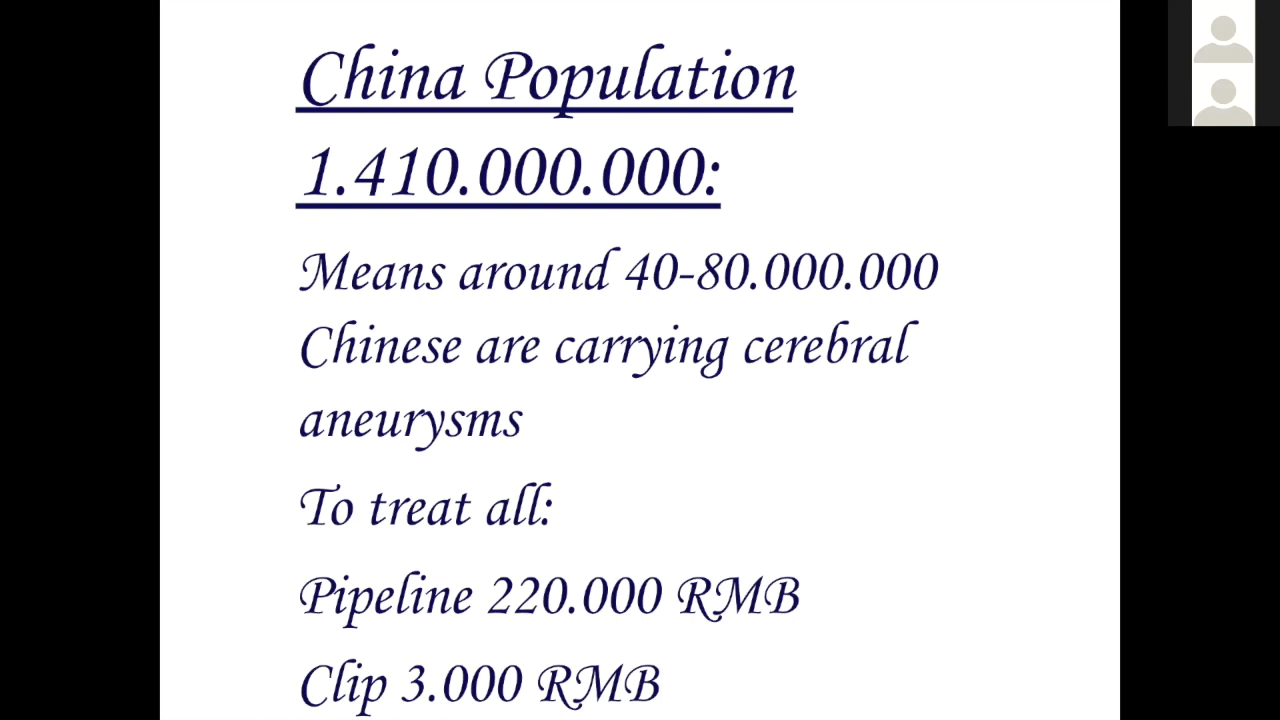 China Population
1.410.000.000:
Means around 40-80.000.000
Chinese are carrying cerebral
aneurysms
To treat all:
Pipeline 220.000 RMB
Clip 3.000 RMB